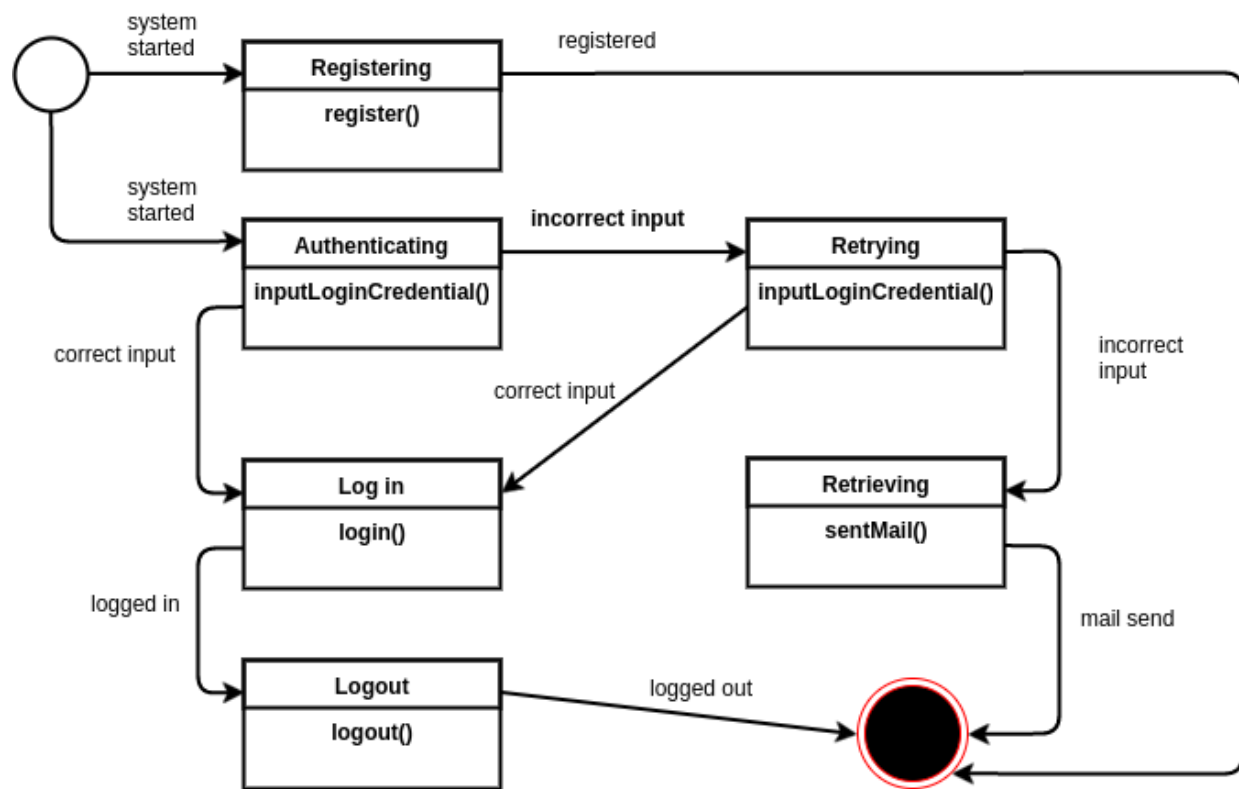 system
started
registered
Registering
register()
system
started
incorrect input
Authenticating
inputLoginCredential()
Retrying
inputLoginCredential()
correct input
incorrect
input
correct input
Log in
login()
Retrieving
sentMail()
logged in
mail send
Logout
logout()
logged out